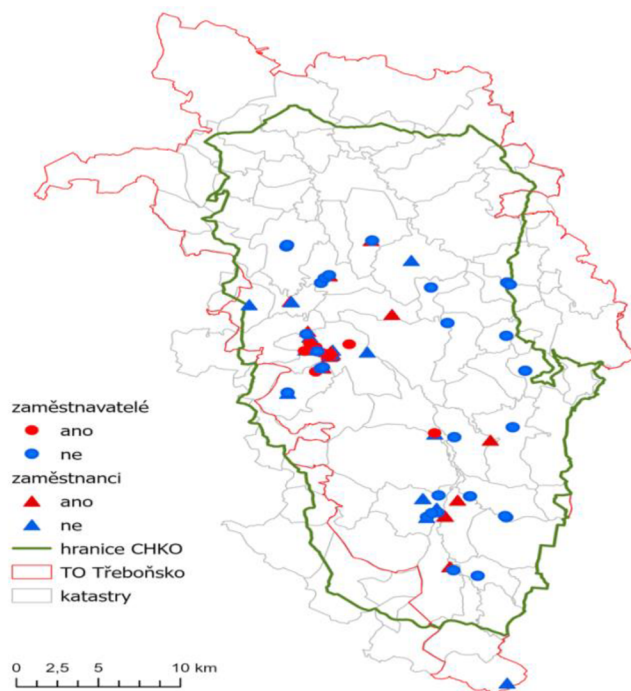 zaměstnavatelé
ano
ne
zaměstnanci
ano
ne
hranice CHKO
TO Třeboňsko
katastry
0 2,5 5 10 km